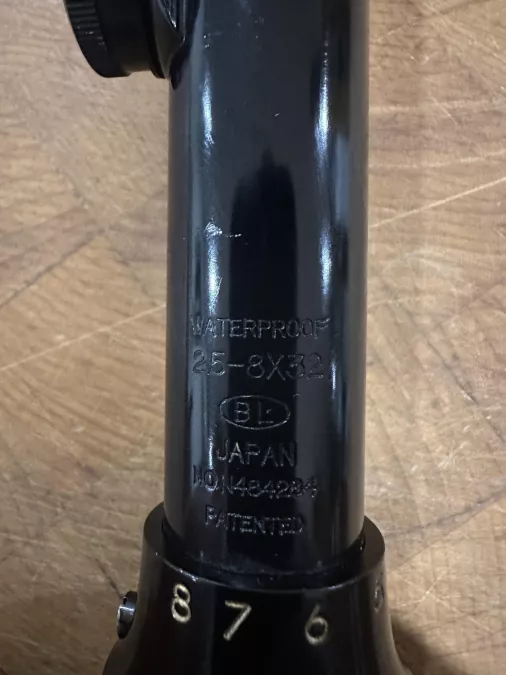 WATERPROOF
2.5-8X32
BL
JAPAN
NO.N484284
PATENTED
8 7 6